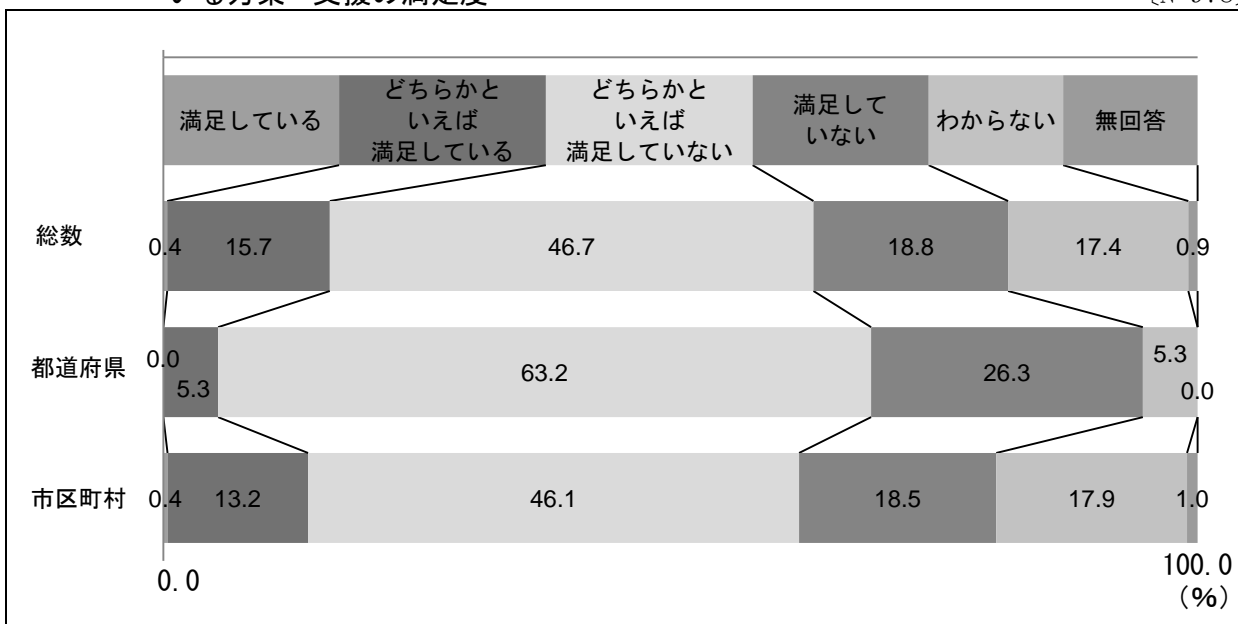 満足している
どちらかと
いえば
満足している
どちらかと
いえば
満足していない
満足して
いない
わからない
無回答
総数
0.4
15.7
46.7
18.8
17.4
0.9
都道府県
0.0
5.3
63.2
26.3
5.3
0.0
市区町村
0.4
13.2
46.1
18.5
17.9
1.0
0.0
100.0
(%)